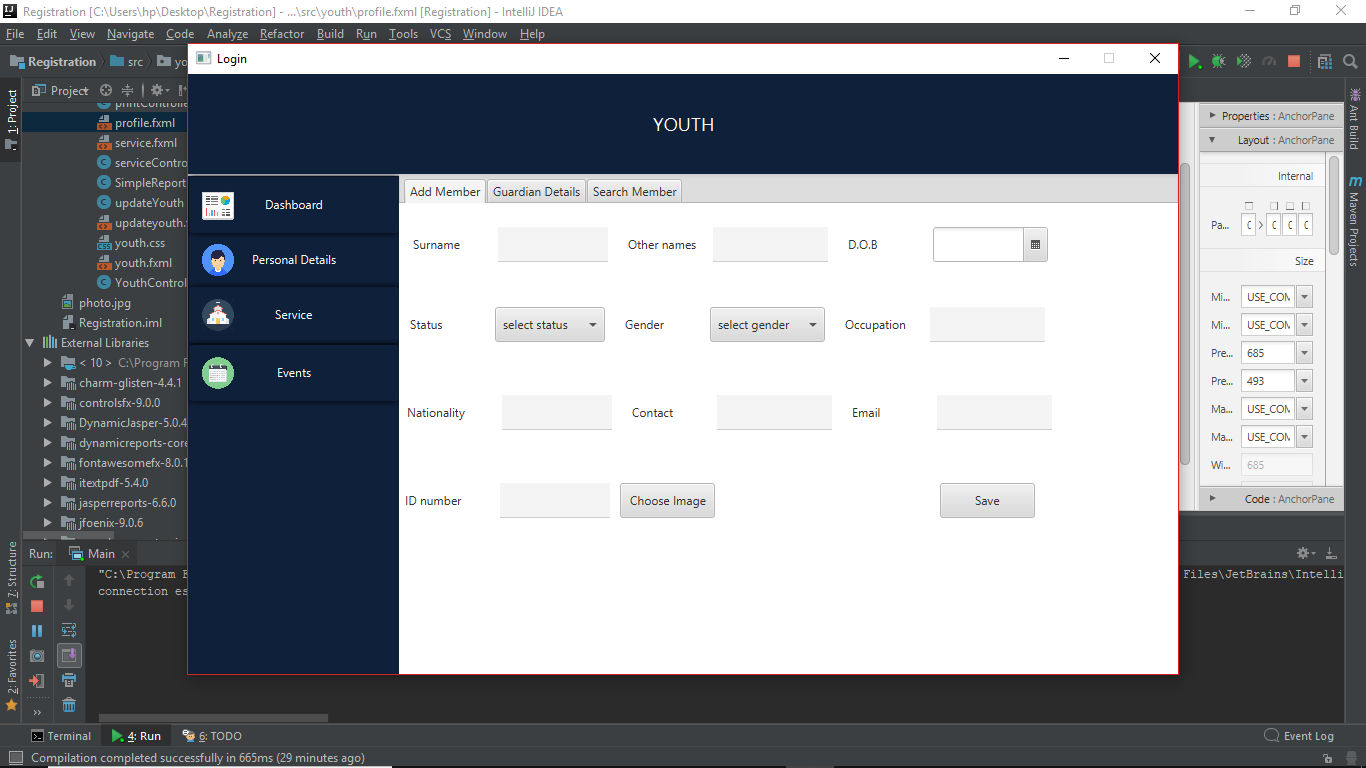 Registration [C:\Users\hp\Desktop\Registration] - ...\src\youth\profile.fxml [Registration] - IntelliJ IDEA
File Edit View Navigate Code Analyze Refactor Build Run Tools VCS Window Help
Registration src yo
Login
YOUTH
1: Project
Project
printControlle
profile.fxml
service.fxml
serviceContro
SimpleReport
updateYouth
updateyouth.
youth.css
youth.fxml
YouthControl
photo.jpg
Registration.iml
External Libraries
< 10 > C:\Program F
charm-glisten-4.4.1
controlsfx-9.0.0
DynamicJasper-5.0.4
dynamicreports-core
fontawesomefx-8.0.1
itextpdf-5.4.0
jasperreports-6.6.0
jfoenix-9.0.6
Dashboard
Personal Details
Service
Events
Add Member Guardian Details Search Member
Surname Other names D.O.B
Status select status Gender select gender Occupation
Nationality Contact Email
ID number Choose Image Save
Properties : AnchorPane
Layout : AnchorPane
Internal
Pa...
Size
Mi... USE_COM
Mi... USE_COM
Pre... 685
Pre... 493
Ma... USE_COM
Ma... USE_COM
Wi... 685
Code : AnchorPane
Ant Build
Maven Projects
7: Structure
2: Favorites
Run: Main
"C:\Program F Files\JetBrains\Intelli
connection es
Terminal 4: Run 6: TODO Event Log
Compilation completed successfully in 665ms (29 minutes ago)